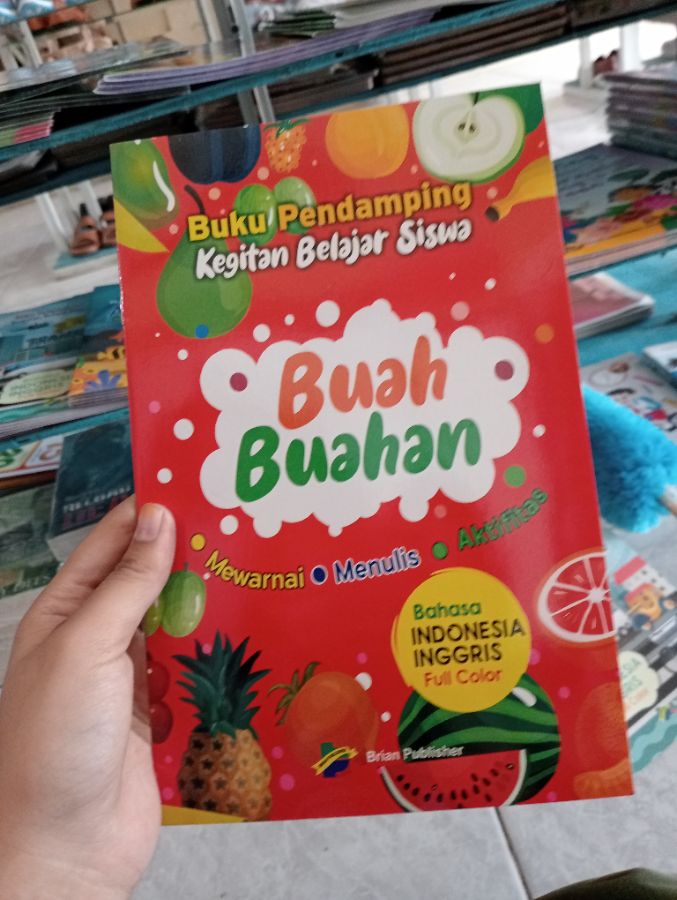 Buku Pendamping
Kegitan Belajar Siswa
Buah
Buahan
Mewarnai • Menulis • Aktifitas
Bahasa
INDONESIA
INGGRIS
Full Color
Brian Publisher